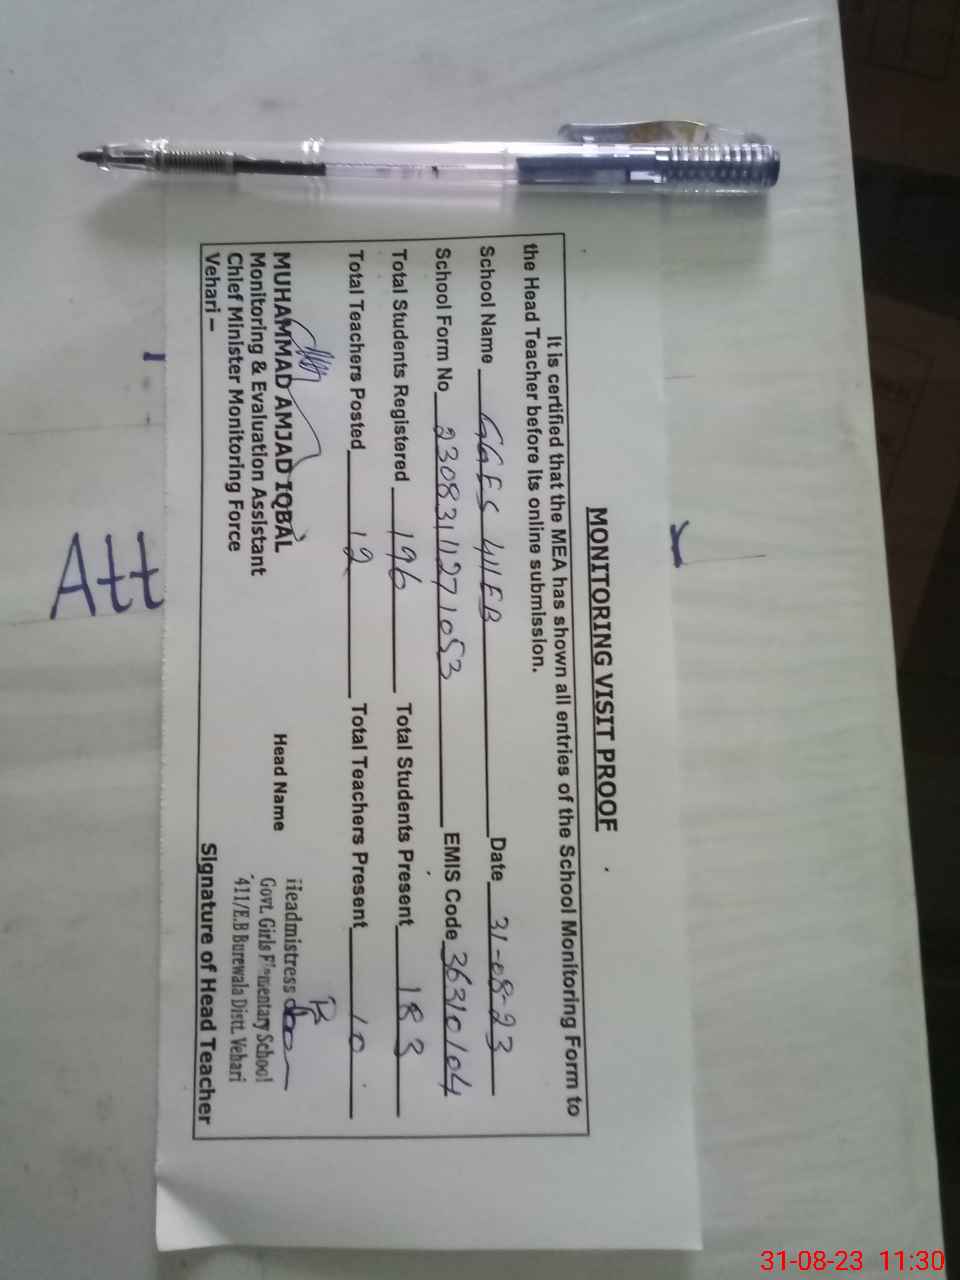 MONITORING VISIT PROOF
It is certified that the MEA has shown all entries of the School Monitoring Form to
the Head Teacher before its online submission.
School Name GGES 411EB Date 31-08-23
School Form No 2308311271053 EMIS Code 36310104
Total Students Registered 196 Total Students Present 183
Total Teachers Posted 12 Total Teachers Present 10
MUHAMMAD AMJAD IQBAL
Monitoring & Evaluation Assistant
Chief Minister Monitoring Force
Vehari –
Head Name
Headmistress
Govt. Girls Elementary School
411/E.B Burewala Distt. Vehari
Signature of Head Teacher
Att
31-08-23 11:30